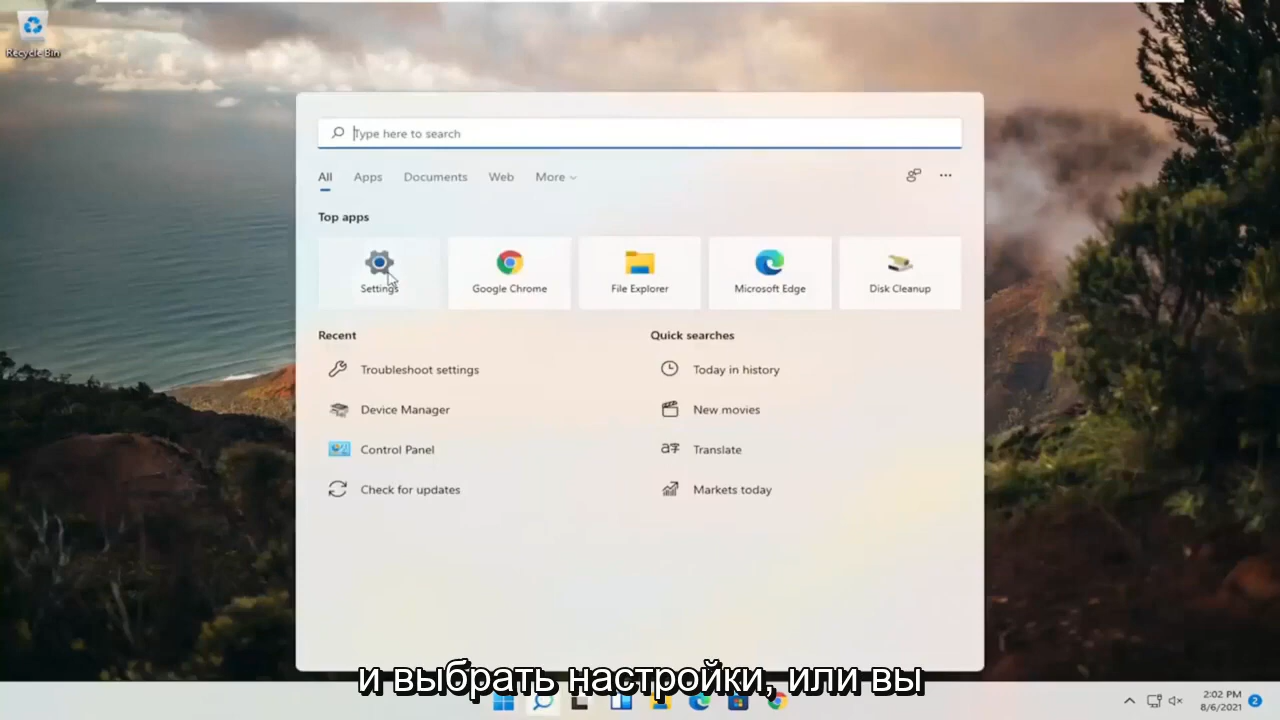 Recycle Bin
Type here to search
All Apps Documents Web More
Top apps
Settings Google Chrome File Explorer Microsoft Edge Disk Cleanup
Recent Quick searches
Troubleshoot settings Today in history
Device Manager New movies
Control Panel Translate
Check for updates Markets today
и выбрать настройки, или вы
2:02 PM
8/6/2021 2